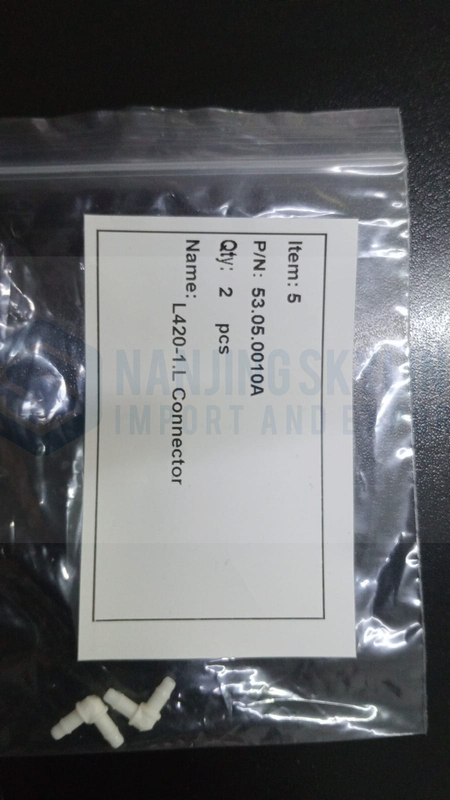 Item: 5
P/N: 53.05.0010A
Qty: 2 pcs
Name: L420-1.L Connector
NANJING SK
IMPORT AND E